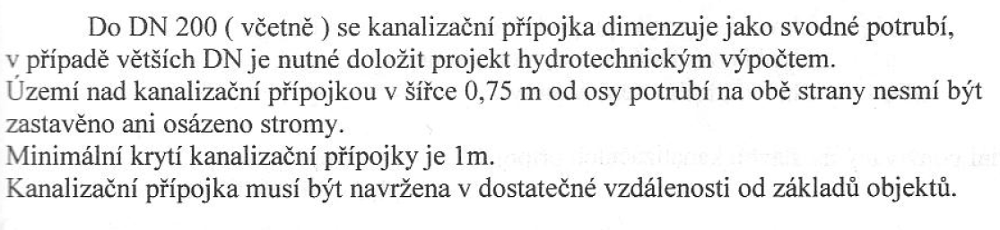 Do DN 200 ( včetně ) se kanalizační přípojka dimenzuje jako svodné potrubí,
v případě větších DN je nutné doložit projekt hydrotechnickým výpočtem.
Území nad kanalizační přípojkou v šířce 0,75 m od osy potrubí na obě strany nesmí být
zastavěno ani osázeno stromy.
Minimální krytí kanalizační přípojky je 1m.
Kanalizační přípojka musí být navržena v dostatečné vzdálenosti od základů objektů.